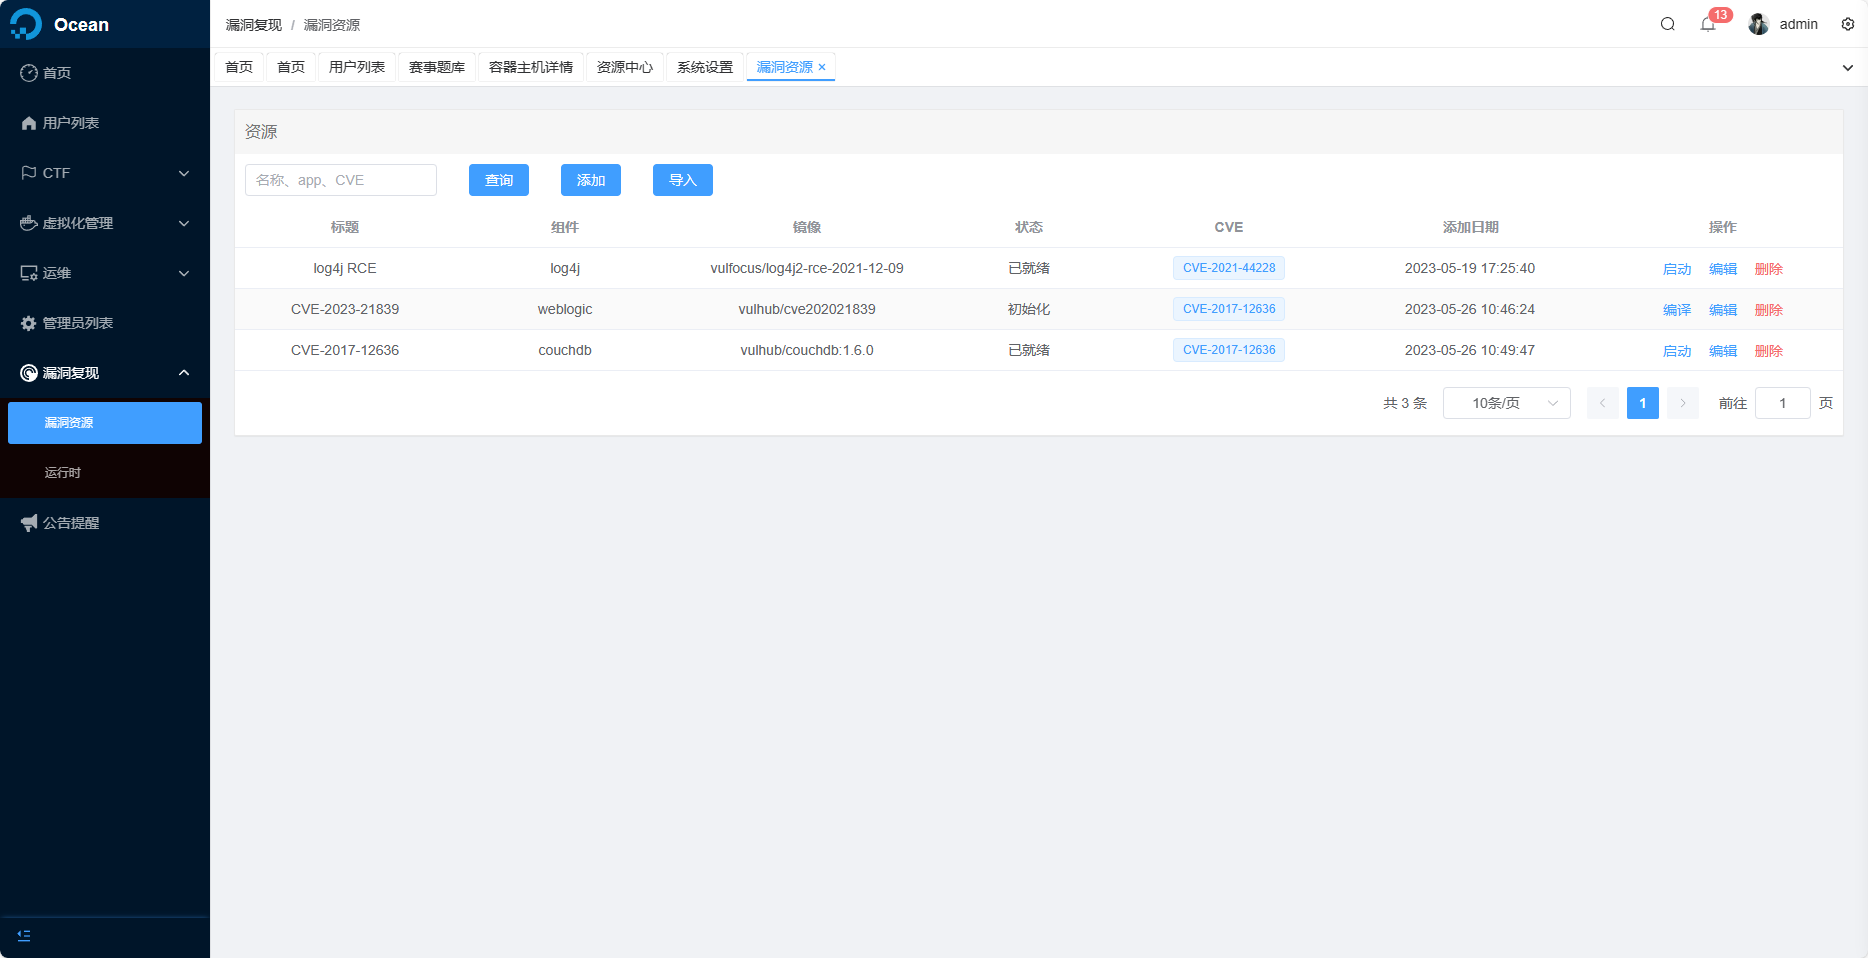 Ocean
漏洞复现 / 漏洞资源
13
admin
首页
用户列表
CTF
虚拟化管理
运维
管理员列表
漏洞复现
漏洞资源
运行时
公告提醒
首页 首页 用户列表 赛事题库 容器主机详情 资源中心 系统设置 漏洞资源 ×
资源
名称、app、CVE 查询 添加 导入
标题 组件 镜像 状态 CVE 添加日期 操作
log4j RCE log4j vulfocus/log4j2-rce-2021-12-09 已就绪 CVE-2021-44228 2023-05-19 17:25:40 启动 编辑 删除
CVE-2023-21839 weblogic vulhub/cve202021839 初始化 CVE-2017-12636 2023-05-26 10:46:24 编译 编辑 删除
CVE-2017-12636 couchdb vulhub/couchdb:1.6.0 已就绪 CVE-2017-12636 2023-05-26 10:49:47 启动 编辑 删除
共 3 条 10条/页 1 前往 1 页